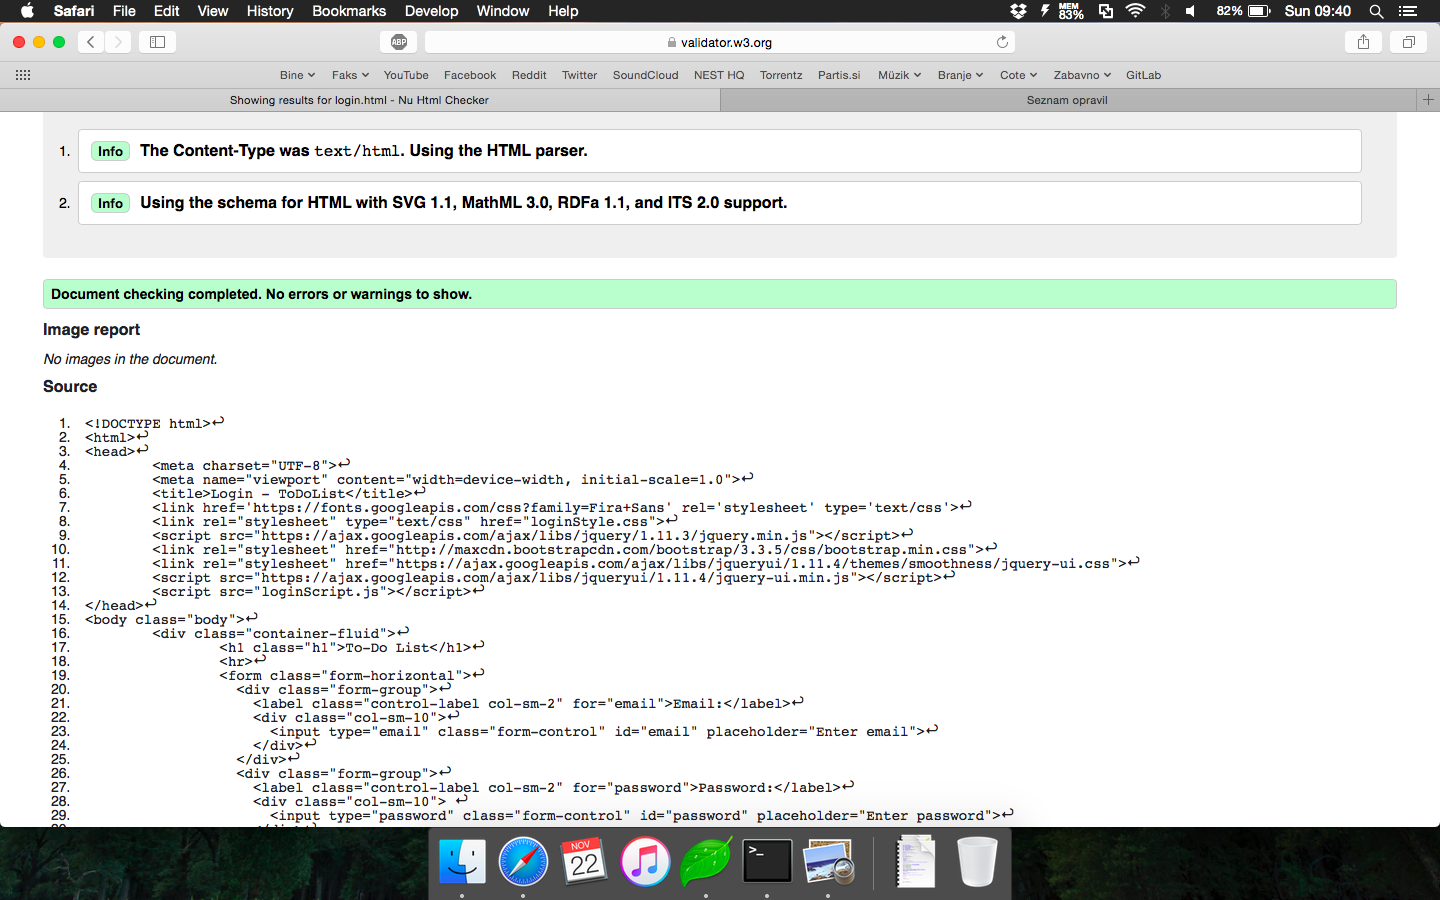 Safari File Edit View History Bookmarks Develop Window Help MEM 83% 82% Sun 09:40
ABP validator.w3.org
Bine Faks YouTube Facebook Reddit Twitter SoundCloud NEST HQ Torrentz Partis.si Müzik Branje Cote Zabavno GitLab
Showing results for login.html - Nu Html Checker Seznam opravil
1. Info The Content-Type was text/html. Using the HTML parser.
2. Info Using the schema for HTML with SVG 1.1, MathML 3.0, RDFa 1.1, and ITS 2.0 support.
Document checking completed. No errors or warnings to show.
Image report
No images in the document.
Source
1. <!DOCTYPE html>↩
2. <html>↩
3. <head>↩
4. <meta charset="UTF-8">↩
5. <meta name="viewport" content="width=device-width, initial-scale=1.0">↩
6. <title>Login - ToDoList</title>↩
7. <link href='https://fonts.googleapis.com/css?family=Fira+Sans' rel='stylesheet' type='text/css'>↩
8. <link rel="stylesheet" type="text/css" href="loginStyle.css">↩
9. <script src="https://ajax.googleapis.com/ajax/libs/jquery/1.11.3/jquery.min.js"></script>↩
10. <link rel="stylesheet" href="http://maxcdn.bootstrapcdn.com/bootstrap/3.3.5/css/bootstrap.min.css">↩
11. <link rel="stylesheet" href="https://ajax.googleapis.com/ajax/libs/jqueryui/1.11.4/themes/smoothness/jquery-ui.css">↩
12. <script src="https://ajax.googleapis.com/ajax/libs/jqueryui/1.11.4/jquery-ui.min.js"></script>↩
13. <script src="loginScript.js"></script>↩
14. </head>↩
15. <body class="body">↩
16. <div class="container-fluid">↩
17. <h1 class="h1">To-Do List</h1>↩
18. <hr>↩
19. <form class="form-horizontal">↩
20. <div class="form-group">↩
21. <label class="control-label col-sm-2" for="email">Email:</label>↩
22. <div class="col-sm-10">↩
23. <input type="email" class="form-control" id="email" placeholder="Enter email">↩
24. </div>↩
25. </div>↩
26. <div class="form-group">↩
27. <label class="control-label col-sm-2" for="password">Password:</label>↩
28. <div class="col-sm-10"> ↩
29. <input type="password" class="form-control" id="password" placeholder="Enter password">↩
NOV
22
>_